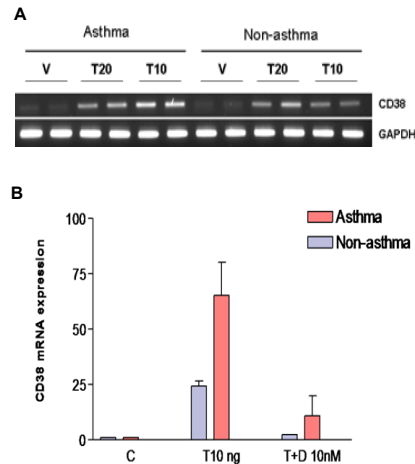 A
Asthma Non-asthma
V T20 T10 V T20 T10
CD38
GAPDH
B
100
75
50
25
0
CD38 mRNA expression
Asthma
Non-asthma
C T10 ng T+D 10nM